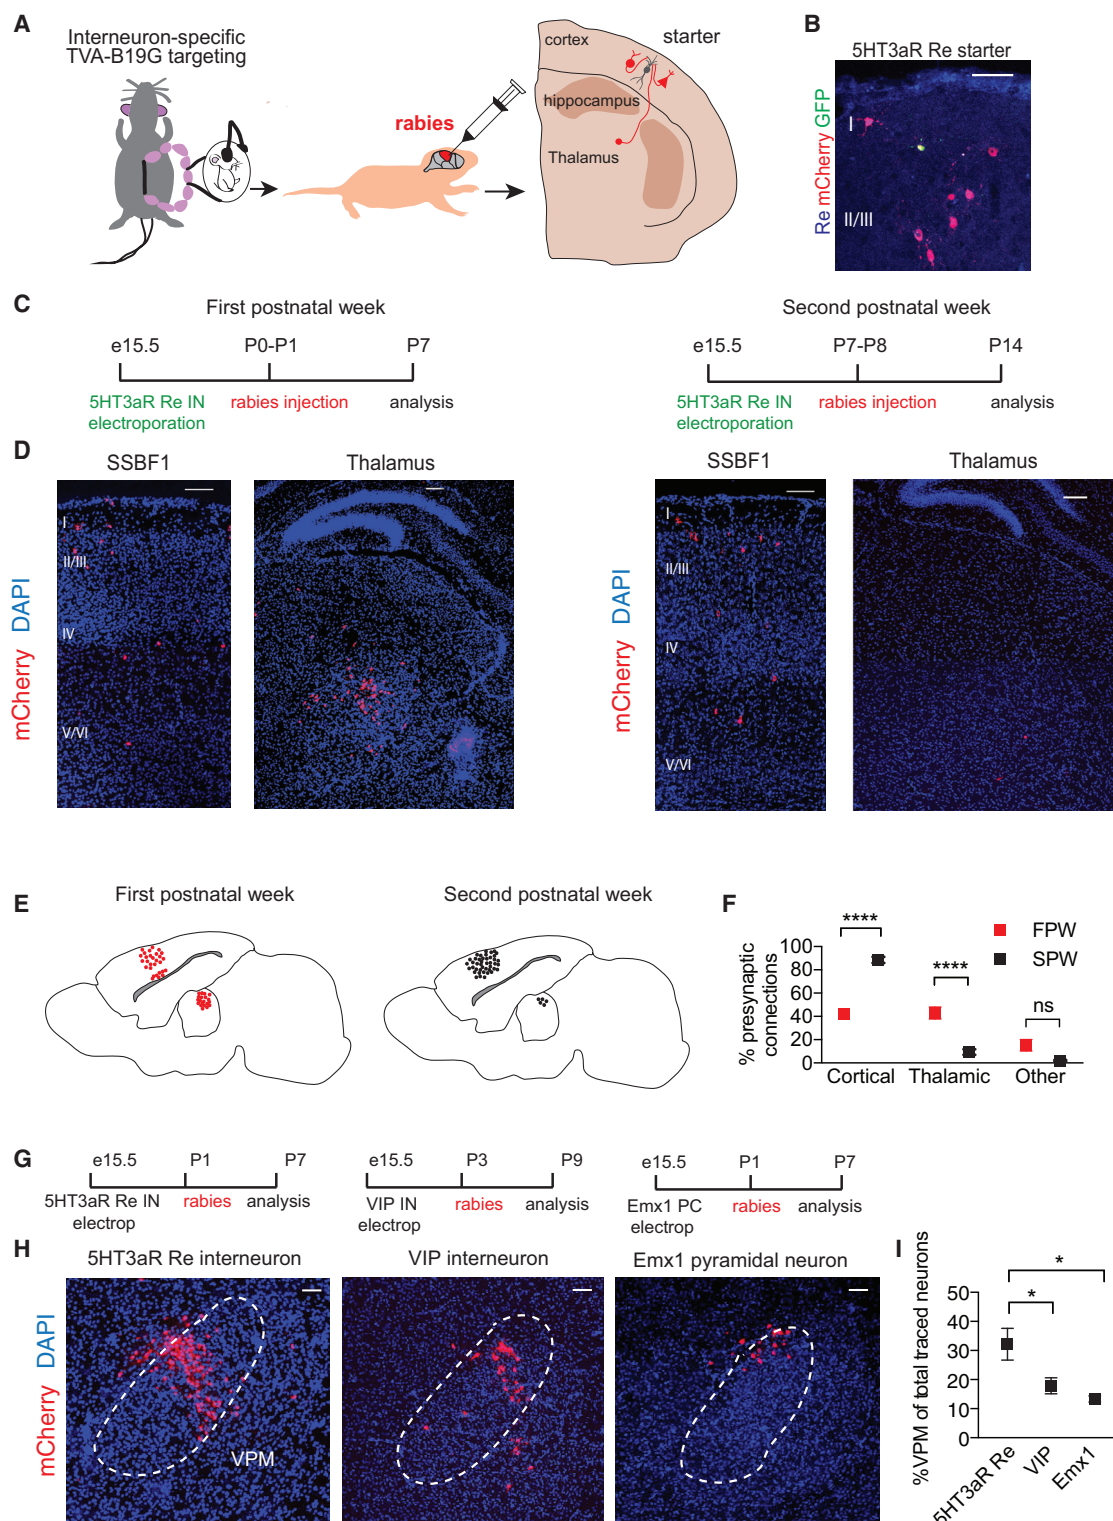 A
Interneuron-specific
TVA-B19G targeting
rabies
cortex
starter
hippocampus
Thalamus
B
5HT3aR Re starter
Re mCherry GFP
I
II/III
C
First postnatal week
e15.5 P0-P1 P7
5HT3aR Re IN
electroporation
rabies injection
analysis
Second postnatal week
e15.5 P7-P8 P14
5HT3aR Re IN
electroporation
rabies injection
analysis
D
SSBF1 Thalamus
mCherry DAPI
I
II/III
IV
V/VI
SSBF1 Thalamus
mCherry DAPI
I
II/III
IV
V/VI
E
First postnatal week
Second postnatal week
F
% presynaptic
connections
100
80
60
40
20
0
****
****
ns
FPW
SPW
Cortical Thalamic Other
G
e15.5 P1 P7
5HT3aR Re IN
electrop
rabies
analysis
e15.5 P3 P9
VIP IN
electrop
rabies
analysis
e15.5 P1 P7
Emx1 PC
electrop
rabies
analysis
H
5HT3aR Re interneuron
VIP interneuron
Emx1 pyramidal neuron
mCherry DAPI
VPM
I
%VPM of total traced neurons
50
40
30
20
10
0
*
*
5HT3aR Re
VIP
Emx1